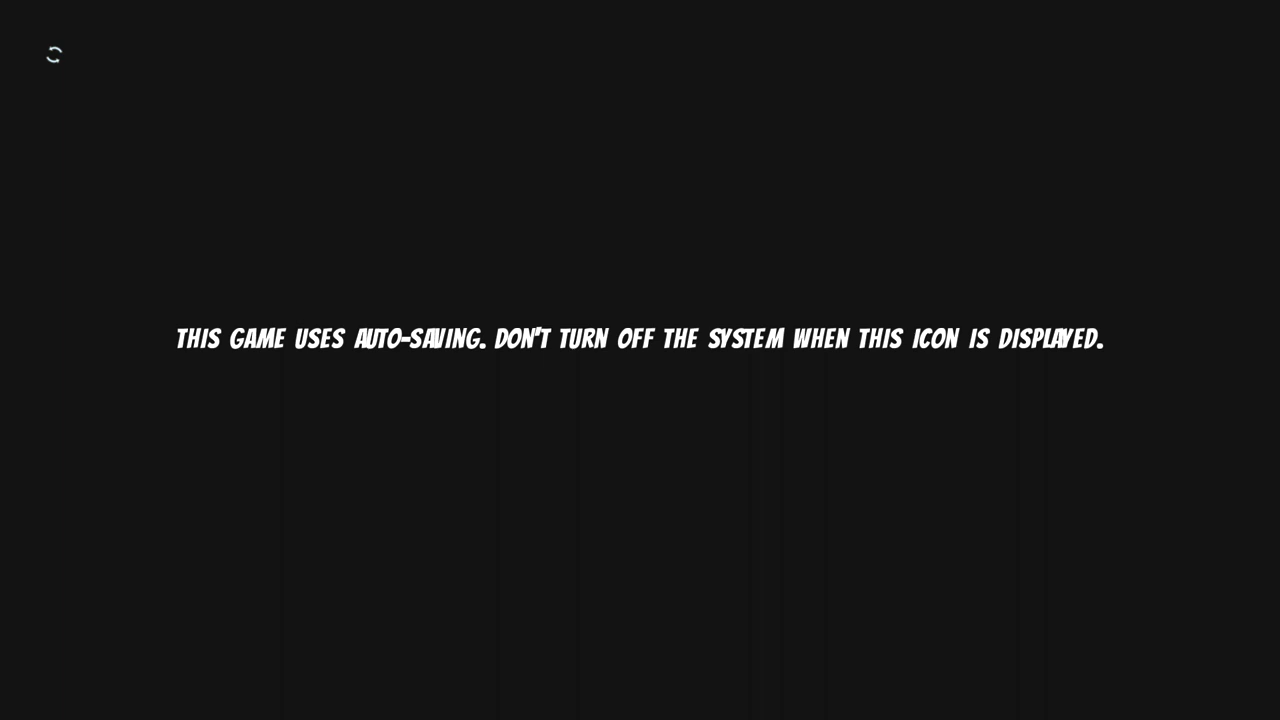 THIS GAME USES AUTO-SAVING. DON'T TURN OFF THE SYSTEM WHEN THIS ICON IS DISPLAYED.